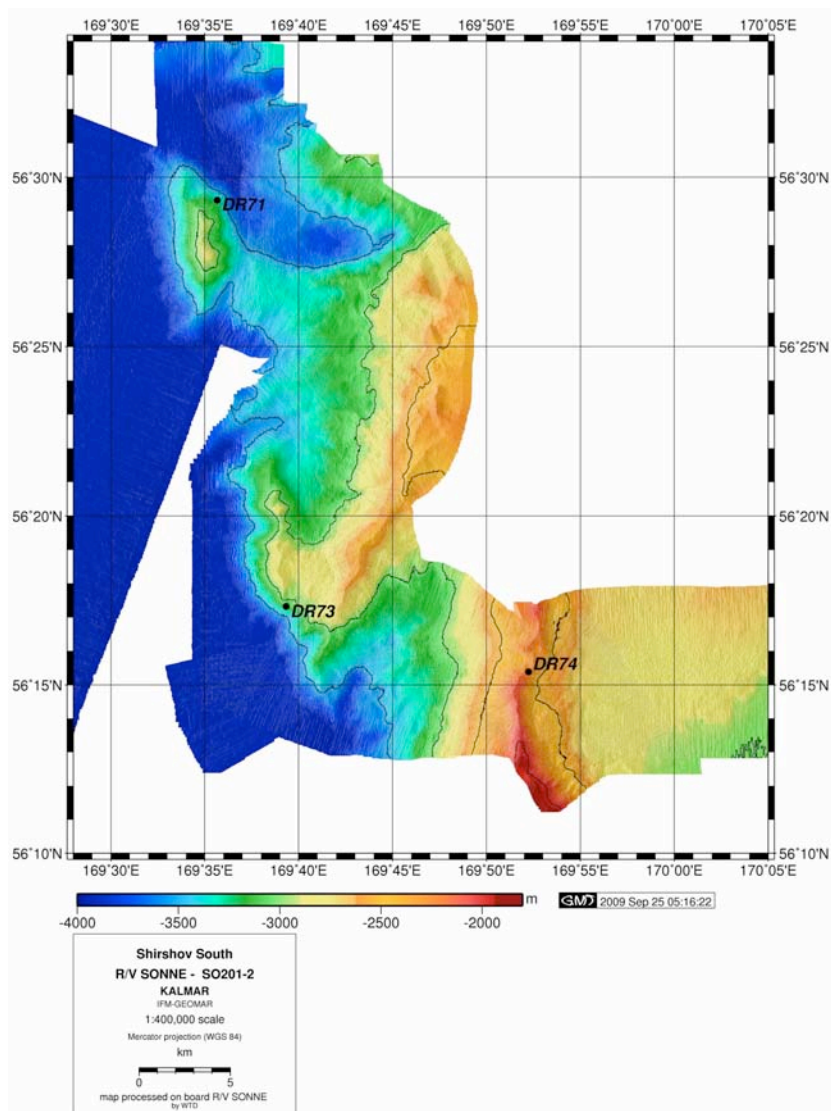 169˚30'E 169˚35'E 169˚40'E 169˚45'E 169˚50'E 169˚55'E 170˚00'E 170˚05'E
56˚30'N 56˚30'N
DR71
56˚25'N 56˚25'N
56˚20'N 56˚20'N
DR73
DR74
56˚15'N 56˚15'N
56˚10'N 56˚10'N
169˚30'E 169˚35'E 169˚40'E 169˚45'E 169˚50'E 169˚55'E 170˚00'E 170˚05'E
m GMD 2009 Sep 25 05:16:22
-4000 -3500 -3000 -2500 -2000
Shirshov South
R/V SONNE - SO201-2
KALMAR
IFM-GEOMAR
1:400,000 scale
Mercator projection (WGS 84)
km
0 5
map processed on board R/V SONNE
by WTD